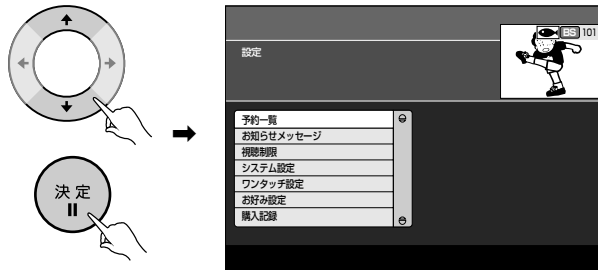 決定
設定
BS 101
予約一覧
お知らせメッセージ
視聴制限
システム設定
ワンタッチ設定
お好み設定
購入記録